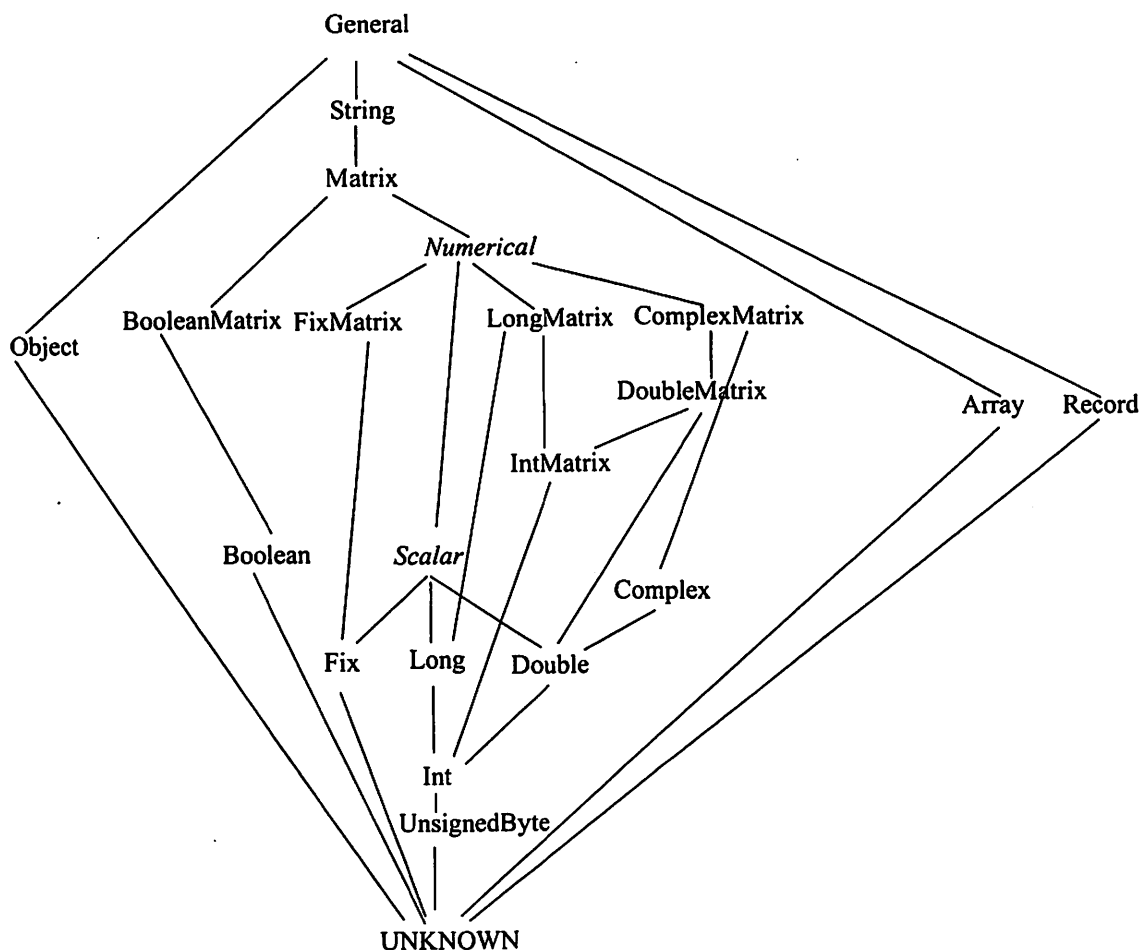 General
String
Matrix
Numerical
BooleanMatrix FixMatrix LongMatrix ComplexMatrix
Object
DoubleMatrix
Array Record
IntMatrix
Boolean Scalar
Complex
Fix Long Double
Int
UnsignedByte
UNKNOWN